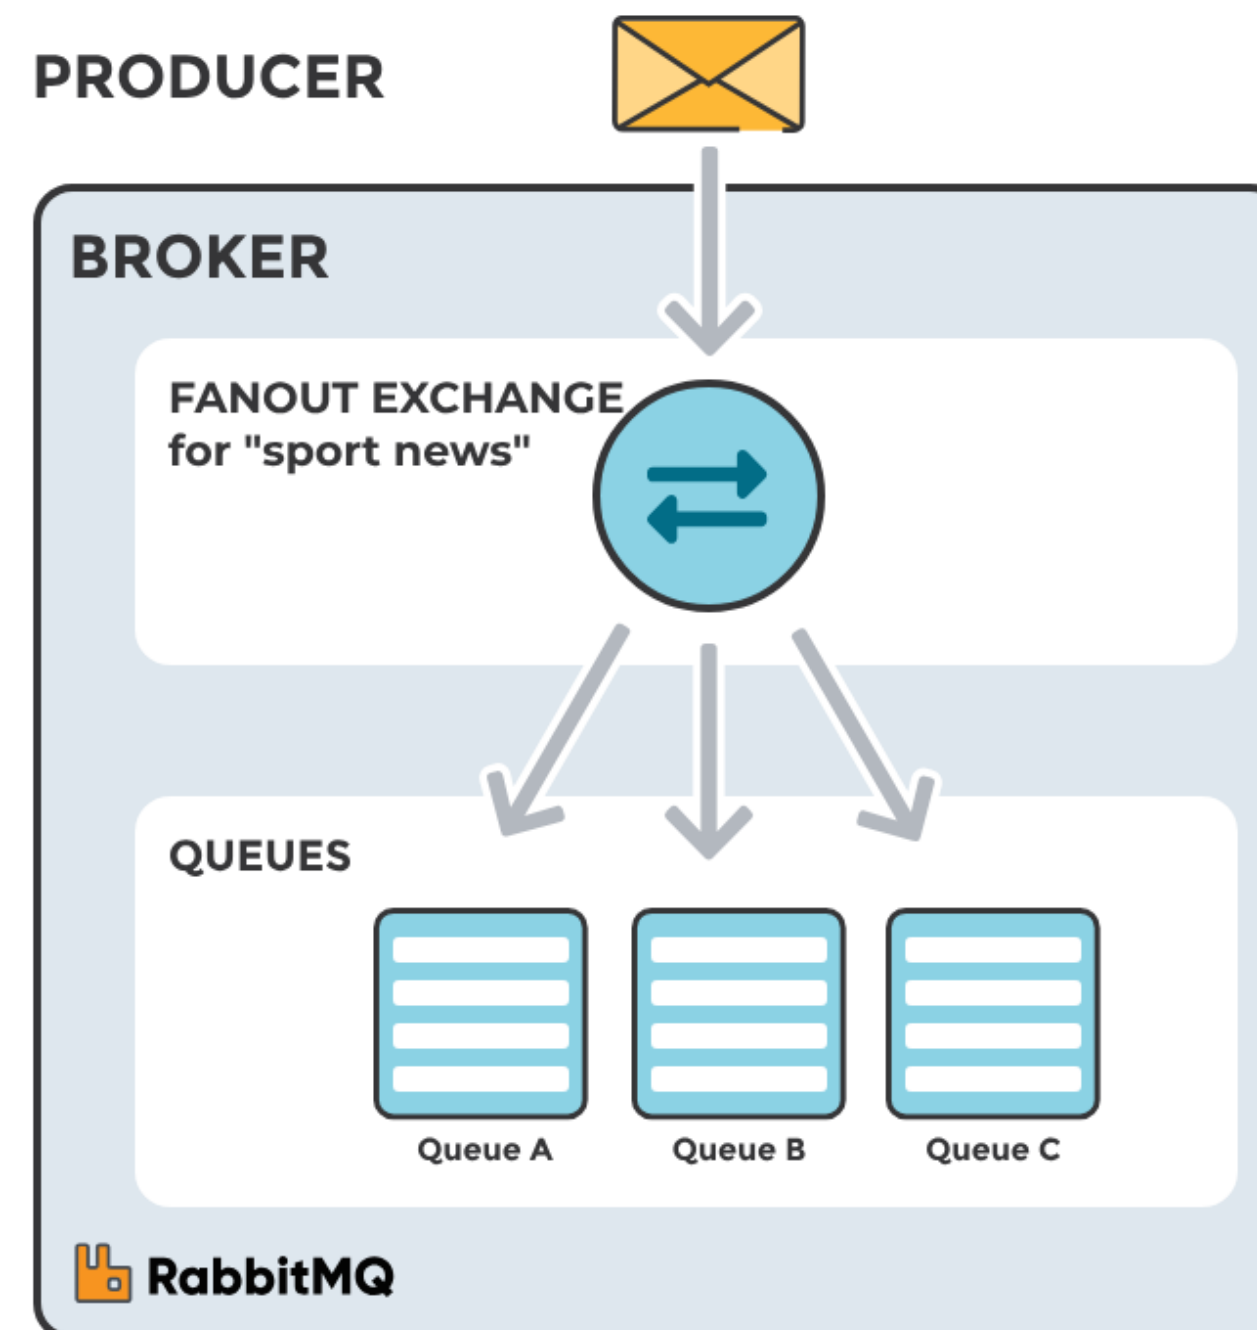 PRODUCER
BROKER
FANOUT EXCHANGE
for "sport news"
QUEUES
Queue A
Queue B
Queue C
RabbitMQ